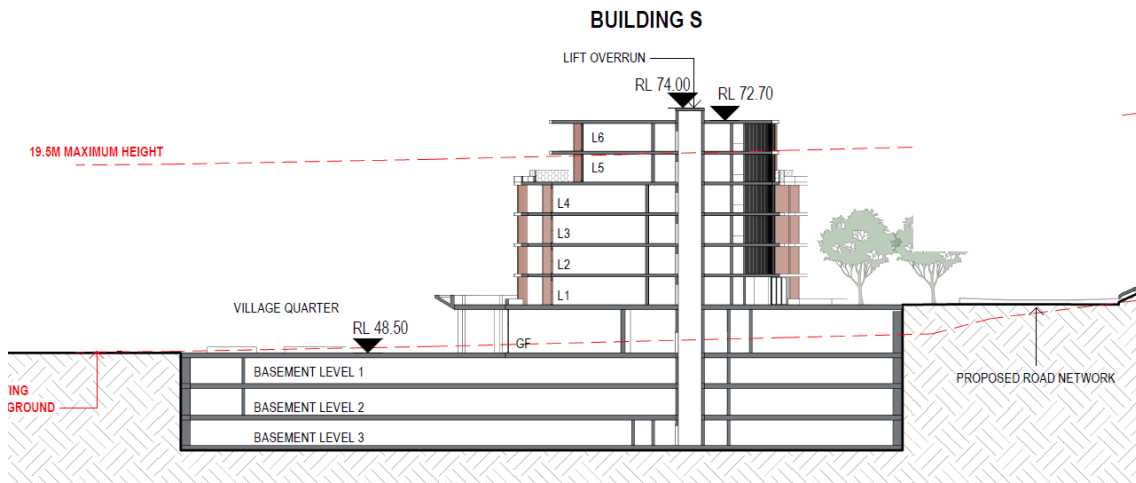 BUILDING S
LIFT OVERRUN
RL 74.00
RL 72.70
19.5M MAXIMUM HEIGHT
L6
L5
L4
L3
L2
L1
VILLAGE QUARTER
RL 48.50
GF
BASEMENT LEVEL 1
BASEMENT LEVEL 2
BASEMENT LEVEL 3
TING
GROUND
PROPOSED ROAD NETWORK